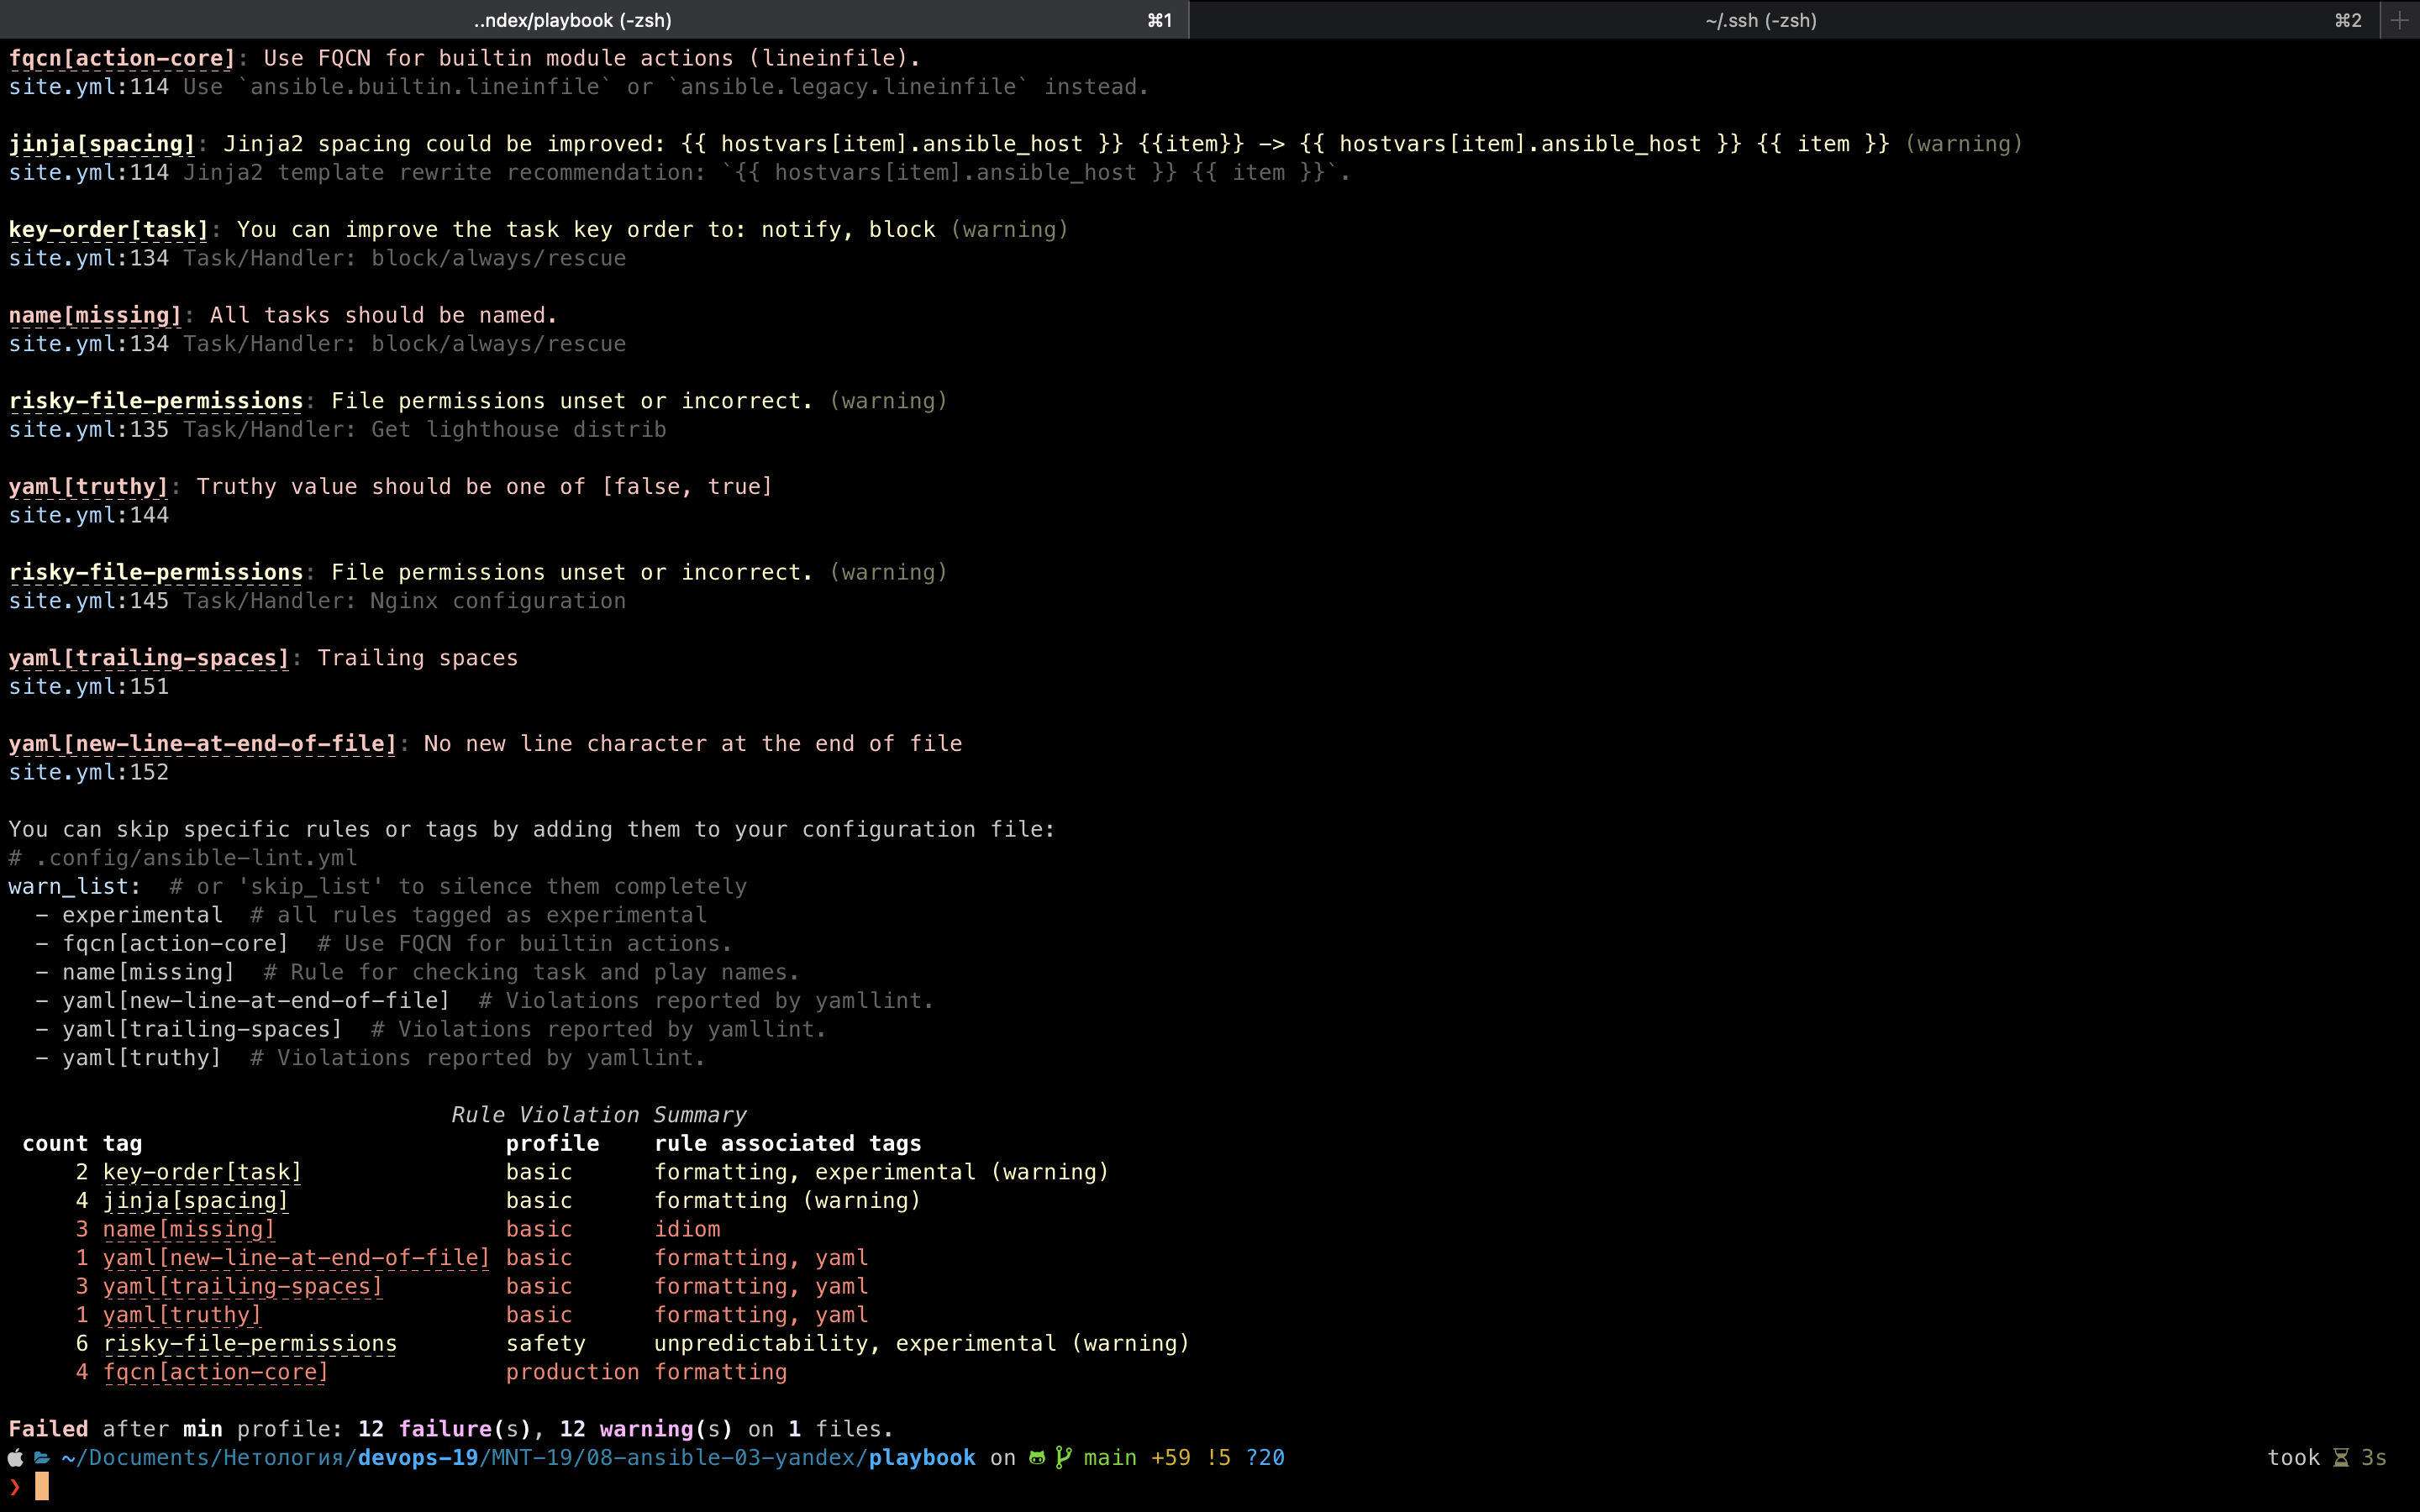 ..ndex/playbook (-zsh) ⌘1 ~/.ssh (-zsh) ⌘2 +
fqcn[action-core]: Use FQCN for builtin module actions (lineinfile).
site.yml:114 Use `ansible.builtin.lineinfile` or `ansible.legacy.lineinfile` instead.
jinja[spacing]: Jinja2 spacing could be improved: {{ hostvars[item].ansible_host }} {{item}} -> {{ hostvars[item].ansible_host }} {{ item }} (warning)
site.yml:114 Jinja2 template rewrite recommendation: `{{ hostvars[item].ansible_host }} {{ item }}`.
key-order[task]: You can improve the task key order to: notify, block (warning)
site.yml:134 Task/Handler: block/always/rescue
name[missing]: All tasks should be named.
site.yml:134 Task/Handler: block/always/rescue
risky-file-permissions: File permissions unset or incorrect. (warning)
site.yml:135 Task/Handler: Get lighthouse distrib
yaml[truthy]: Truthy value should be one of [false, true]
site.yml:144
risky-file-permissions: File permissions unset or incorrect. (warning)
site.yml:145 Task/Handler: Nginx configuration
yaml[trailing-spaces]: Trailing spaces
site.yml:151
yaml[new-line-at-end-of-file]: No new line character at the end of file
site.yml:152
You can skip specific rules or tags by adding them to your configuration file:
# .config/ansible-lint.yml
warn_list:  # or 'skip_list' to silence them completely
  - experimental  # all rules tagged as experimental
  - fqcn[action-core]  # Use FQCN for builtin actions.
  - name[missing]  # Rule for checking task and play names.
  - yaml[new-line-at-end-of-file]  # Violations reported by yamllint.
  - yaml[trailing-spaces]  # Violations reported by yamllint.
  - yaml[truthy]  # Violations reported by yamllint.
Rule Violation Summary
count tag profile rule associated tags
2 key-order[task] basic formatting, experimental (warning)
4 jinja[spacing] basic formatting (warning)
3 name[missing] basic idiom
1 yaml[new-line-at-end-of-file] basic formatting, yaml
3 yaml[trailing-spaces] basic formatting, yaml
1 yaml[truthy] basic formatting, yaml
6 risky-file-permissions safety unpredictability, experimental (warning)
4 fqcn[action-core] production formatting
Failed after min profile: 12 failure(s), 12 warning(s) on 1 files.
~/Documents/Нетология/devops-19/MNT-19/08-ansible-03-yandex/playbook on main +59 !5 ?20 took 3s
❯